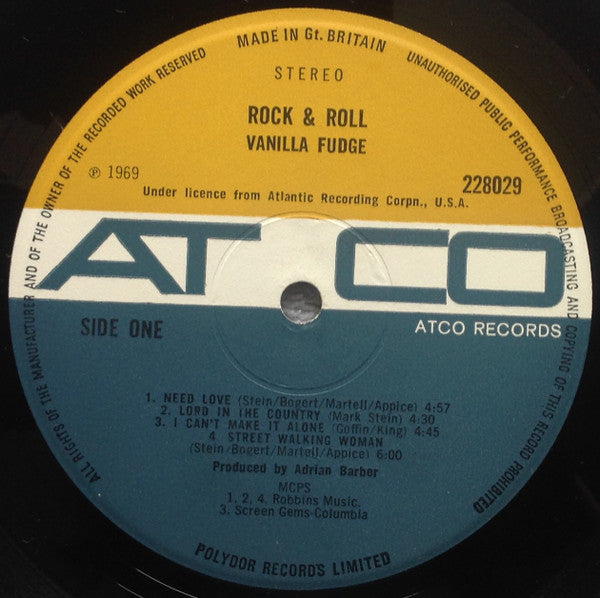 MADE IN Gt. BRITAIN
ALL RIGHTS OF THE MANUFACTURER AND OF THE OWNER OF THE RECORDED WORK RESERVED
UNAUTHORISED PUBLIC PERFORMANCE BROADCASTING AND COPYING OF THIS RECORD PROHIBITED
STEREO
ROCK & ROLL
VANILLA FUDGE
℗ 1969
228029
Under licence from Atlantic Recording Corpn., U.S.A.
ATCO
SIDE ONE
ATCO RECORDS
1. NEED LOVE (Stein/Bogert/Martell/Appice) 4:57
2. LORD IN THE COUNTRY (Mark Stein) 4:30
3. I CAN'T MAKE IT ALONE (Goffin/King) 4:45
4. STREET WALKING WOMAN
(Stein/Bogert/Martell/Appice) 6:00
Produced by Adrian Barber
MCPS
1, 2, 4. Robbins Music.
3. Screen Gems-Columbia
POLYDOR RECORDS LIMITED